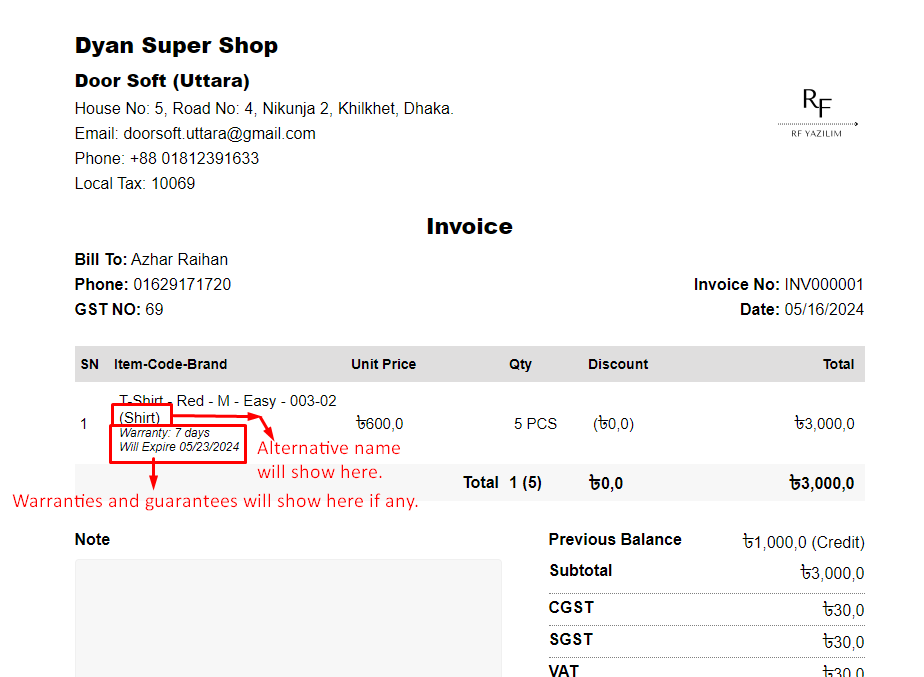 Dyan Super Shop
Door Soft (Uttara)
House No: 5, Road No: 4, Nikunja 2, Khilkhet, Dhaka.
Email: doorsoft.uttara@gmail.com
Phone: +88 01812391633
Local Tax: 10069
RF
RF YAZILIM
Invoice
Bill To: Azhar Raihan
Phone: 01629171720
GST NO: 69
Invoice No: INV000001
Date: 05/16/2024
SN Item-Code-Brand Unit Price Qty Discount Total
T-Shirt - Red - M - Easy - 003-02
(Shirt)
1 ৳600,0 5 PCS (৳0,0) ৳3,000,0
Warranty: 7 days
Will Expire 05/23/2024
Alternative name
will show here.
Total 1 (5) ৳0,0 ৳3,000,0
Warranties and guarantees will show here if any.
Note
Previous Balance ৳1,000,0 (Credit)
Subtotal ৳3,000,0
CGST ৳30,0
SGST ৳30,0
VAT ৳30,0